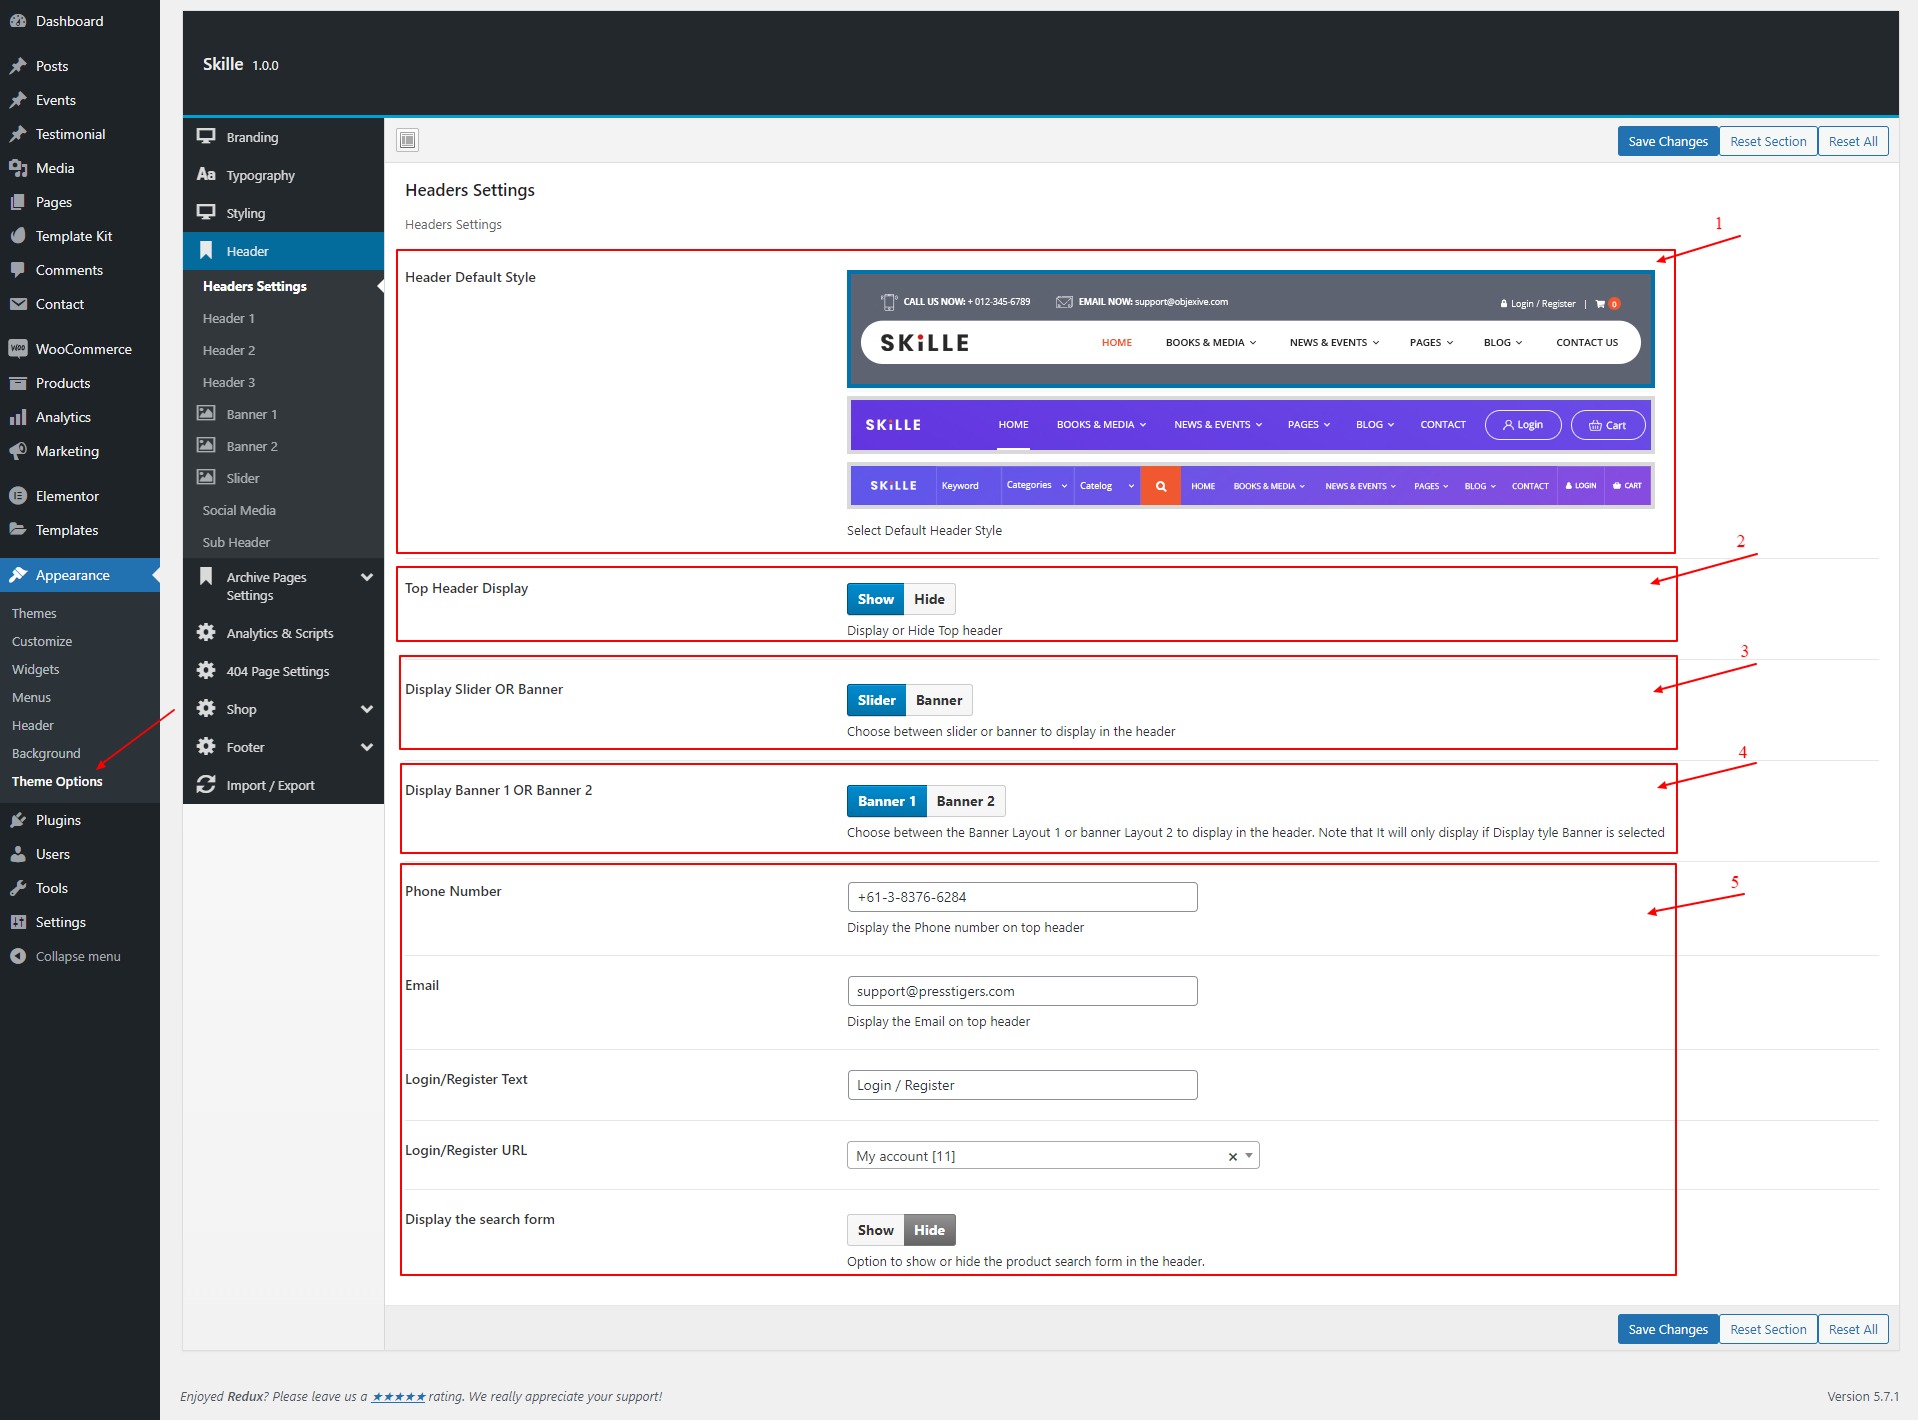 Dashboard
Posts
Events
Testimonial
Media
Pages
Template Kit
Comments
Contact
WooCommerce
Products
Analytics
Marketing
Elementor
Templates
Appearance
Themes
Customize
Widgets
Menus
Header
Background
Theme Options
Plugins
Users
Tools
Settings
Collapse menu
Skille 1.0.0
Branding
Aa Typography
Styling
Header
Headers Settings
Header 1
Header 2
Header 3
Banner 1
Banner 2
Slider
Social Media
Sub Header
Archive Pages
Settings
Analytics & Scripts
404 Page Settings
Shop
Footer
Import / Export
Save Changes Reset Section Reset All
Headers Settings
Headers Settings
1
Header Default Style
CALL US NOW: + 012-345-6789 EMAIL NOW: support@objexive.com Login / Register | 0
SKiLLE HOME BOOKS & MEDIA NEWS & EVENTS PAGES BLOG CONTACT US
SKiLLE HOME BOOKS & MEDIA NEWS & EVENTS PAGES BLOG CONTACT Login Cart
SKiLLE Keyword Categories Catelog HOME BOOKS & MEDIA NEWS & EVENTS PAGES BLOG CONTACT LOGIN CART
Select Default Header Style
2
Top Header Display
Show Hide
Display or Hide Top header
3
Display Slider OR Banner
Slider Banner
Choose between slider or banner to display in the header
4
Display Banner 1 OR Banner 2
Banner 1 Banner 2
Choose between the Banner Layout 1 or banner Layout 2 to display in the header. Note that It will only display if Display tyle Banner is selected
5
Phone Number
+61-3-8376-6284
Display the Phone number on top header
Email
support@presstigers.com
Display the Email on top header
Login/Register Text
Login / Register
Login/Register URL
My account [11] ×
Display the search form
Show Hide
Option to show or hide the product search form in the header.
Save Changes Reset Section Reset All
Enjoyed Redux? Please leave us a ★★★★★ rating. We really appreciate your support!
Version 5.7.1